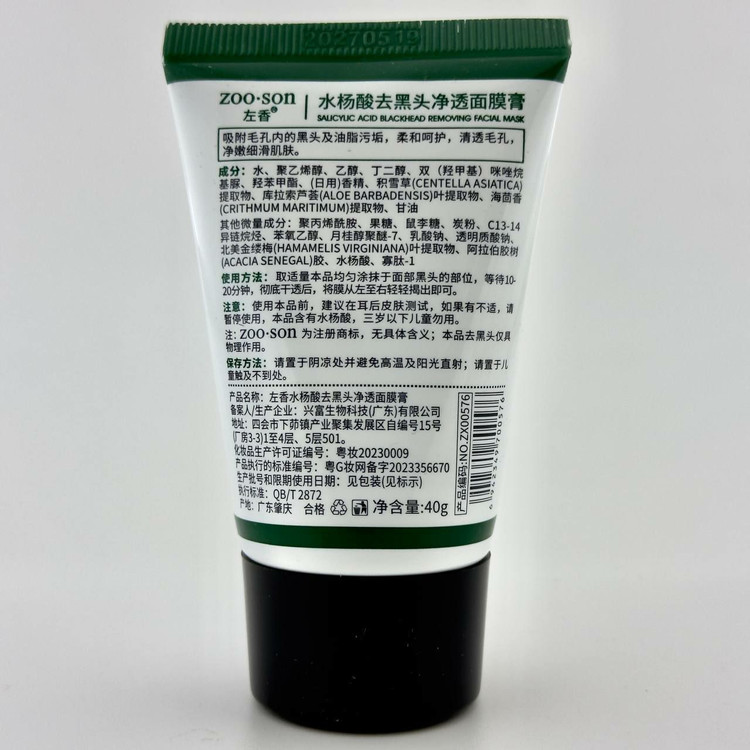 20270519
zoo·son
左香®
水杨酸去黑头净透面膜膏
SALICYLIC ACID BLACKHEAD REMOVING FACIAL MASK
吸附毛孔内的黑头及油脂污垢，柔和呵护，清透毛孔，
净嫩细滑肌肤。
成分：水、聚乙烯醇、乙醇、丁二醇、双（羟甲基）咪唑烷
基脲、羟苯甲酯、(日用)香精、积雪草(CENTELLA ASIATICA)
提取物、库拉索芦荟(ALOE BARBADENSIS)叶提取物、海茴香
(CRITHMUM MARITIMUM)提取物、甘油
其他微量成分：聚丙烯酰胺、果糖、鼠李糖、炭粉、C13-14
异链烷烃、苯氧乙醇、月桂醇聚醚-7、乳酸钠、透明质酸钠、
北美金缕梅(HAMAMELIS VIRGINIANA)叶提取物、阿拉伯胶树
(ACACIA SENEGAL)胶、水杨酸、寡肽-1
使用方法：取适量本品均匀涂抹于面部黑头的部位，等待10-
20分钟，彻底干透后，将膜从左至右轻轻揭出即可。
注意：使用本品前，建议在耳后皮肤测试，如果有不适，请
暂停使用，本品含有水杨酸，三岁以下儿童勿用。
注：zoo·son 为注册商标，无具体含义；本品去黑头仅具
物理作用。
保存方法：请置于阴凉处并避免高温及阳光直射；请置于儿
童触及不到处。
产品名称：左香水杨酸去黑头净透面膜膏
备案人/生产企业：兴富生物科技(广东)有限公司
地址：四会市下茆镇产业聚集发展区自编号15号
(厂房3-3)1至4层、5层501。
化妆品生产许可证编号：粤妆20230009
产品执行的标准编号：粤G妆网备字2023356670
生产批号和限期使用日期：见包装(见标示)
执行标准：QB/T 2872
产地：广东肇庆 合格 净含量:40g
产品编码:NO.ZX00576
6 942349 700576